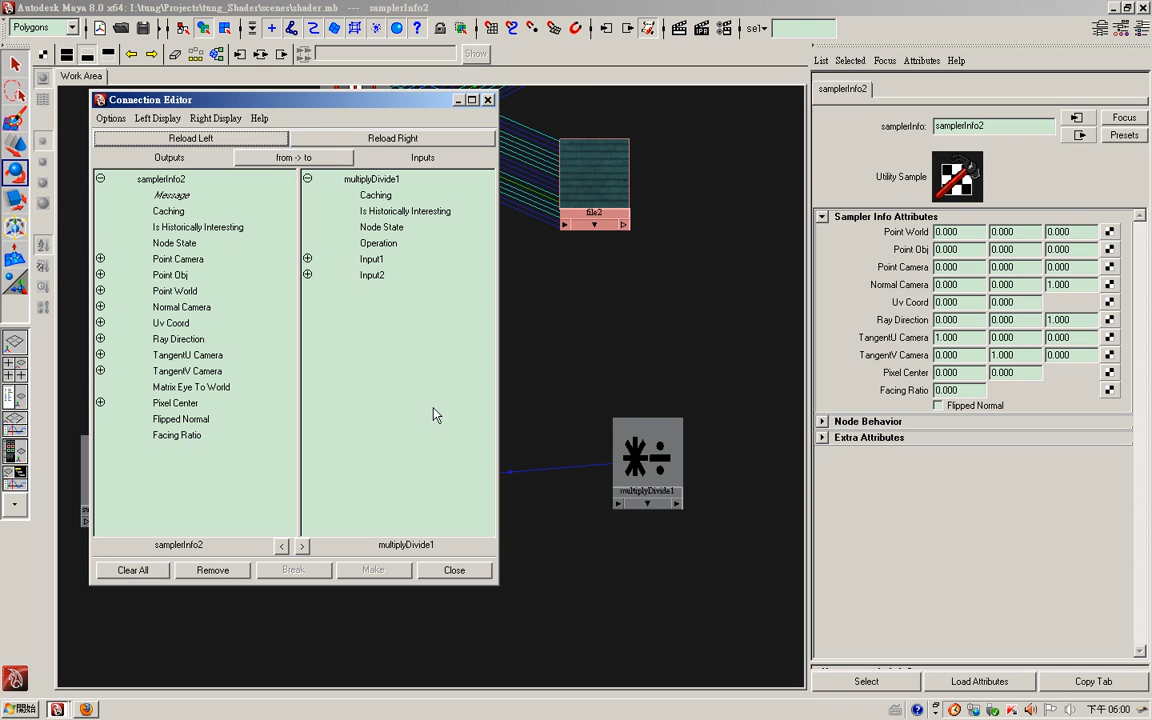 Autodesk Maya 8.0 x64: I:\tung\Projects\tung_Shader\scenes\shader.mb --- samplerInfo2
Polygons
sel
Show
List Selected Focus Attributes Help
Work Area
samplerInfo2
Connection Editor
Options Left Display Right Display Help
Reload Left Reload Right
Outputs from -> to Inputs
samplerInfo2
Message
Caching
Is Historically Interesting
Node State
Point Camera
Point Obj
Point World
Normal Camera
Uv Coord
Ray Direction
TangentU Camera
TangentV Camera
Matrix Eye To World
Pixel Center
Flipped Normal
Facing Ratio
multiplyDivide1
Caching
Is Historically Interesting
Node State
Operation
Input1
Input2
samplerInfo2 < > multiplyDivide1
Clear All Remove Break Make Close
file2
multiplyDivide1
samplerInfo: samplerInfo2
Focus
Presets
Utility Sample
Sampler Info Attributes
Point World 0.000 0.000 0.000
Point Obj 0.000 0.000 0.000
Point Camera 0.000 0.000 0.000
Normal Camera 0.000 0.000 1.000
Uv Coord 0.000 0.000
Ray Direction 0.000 0.000 1.000
TangentU Camera 1.000 0.000 0.000
TangentV Camera 0.000 1.000 0.000
Pixel Center 0.000 0.000
Facing Ratio 0.000
Flipped Normal
Node Behavior
Extra Attributes
Select Load Attributes Copy Tab
開始
下午 06:00